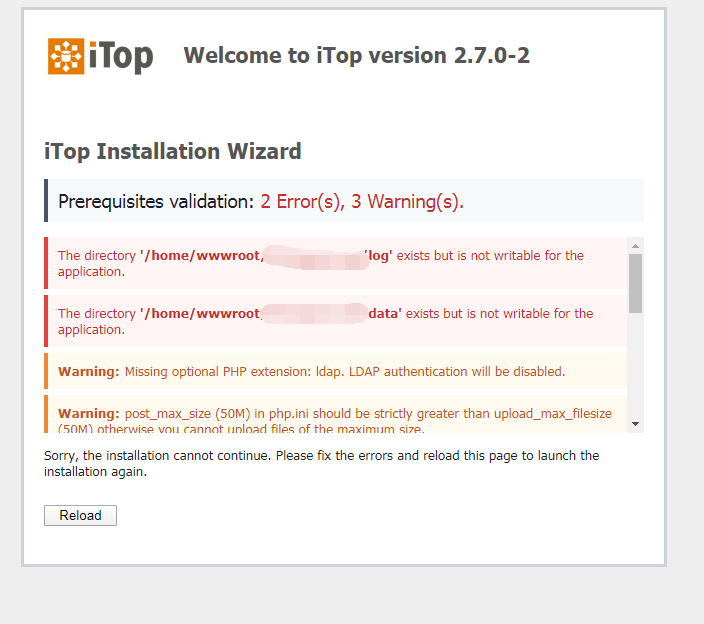 iTop
Welcome to iTop version 2.7.0-2
iTop Installation Wizard
Prerequisites validation: 2 Error(s), 3 Warning(s).
The directory '/home/wwwroot/ /log' exists but is not writable for the
application.
The directory '/home/wwwroot data' exists but is not writable for the
application.
Warning: Missing optional PHP extension: ldap. LDAP authentication will be disabled.
Warning: post_max_size (50M) in php.ini should be strictly greater than upload_max_filesize
(50M) otherwise you cannot upload files of the maximum size.
Sorry, the installation cannot continue. Please fix the errors and reload this page to launch the
installation again.
Reload